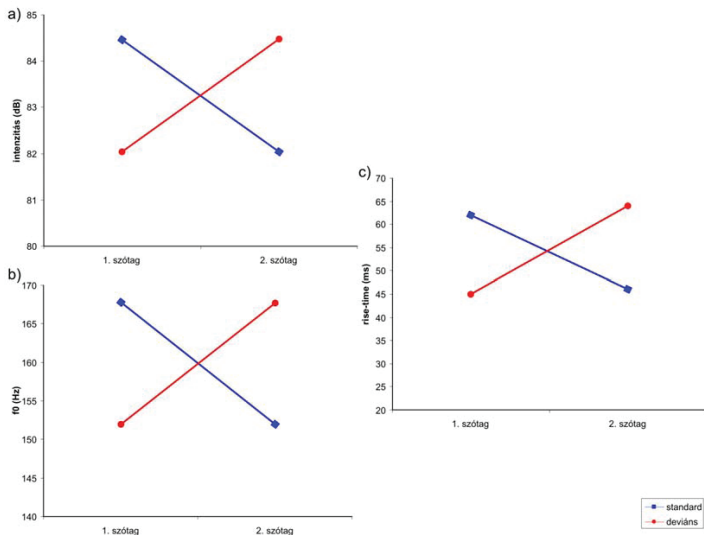 a)
85
84
83
82
81
80
intenzitás (dB)
1. szótag
2. szótag
b)
170
165
160
155
150
145
140
f0 (Hz)
1. szótag
2. szótag
c)
70
65
60
55
50
45
40
35
30
25
20
rise-time (ms)
1. szótag
2. szótag
standard
deviáns